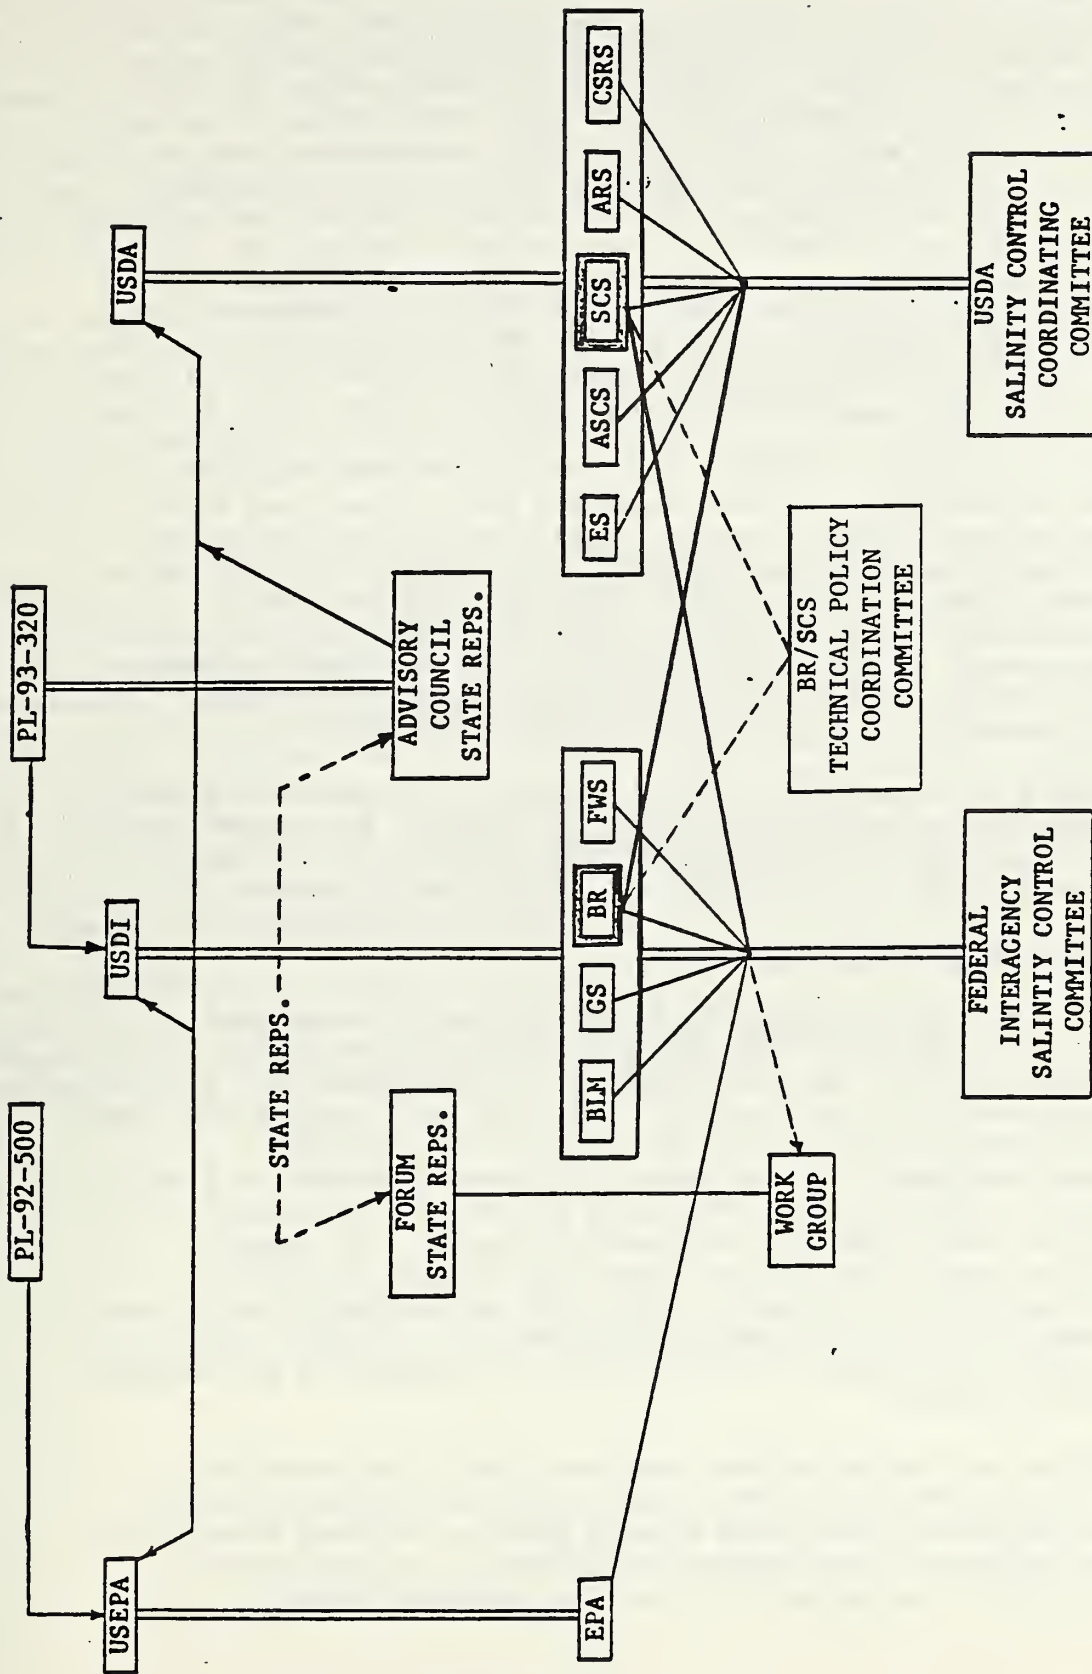 PL-92-500
PL-93-320
USEPA
USDI
USDA
STATE REPS.
FORUM
STATE REPS.
ADVISORY
COUNCIL
STATE REPS.
EPA
BLM
GS
BR
FWS
ES
ASCS
SCS
ARS
CSRS
WORK
GROUP
BR/SCS
TECHNICAL POLICY
COORDINATION
COMMITTEE
FEDERAL
INTERAGENCY
SALINTIY CONTROL
COMMITTEE
USDA
SALINITY CONTROL
COORDINATING
COMMITTEE